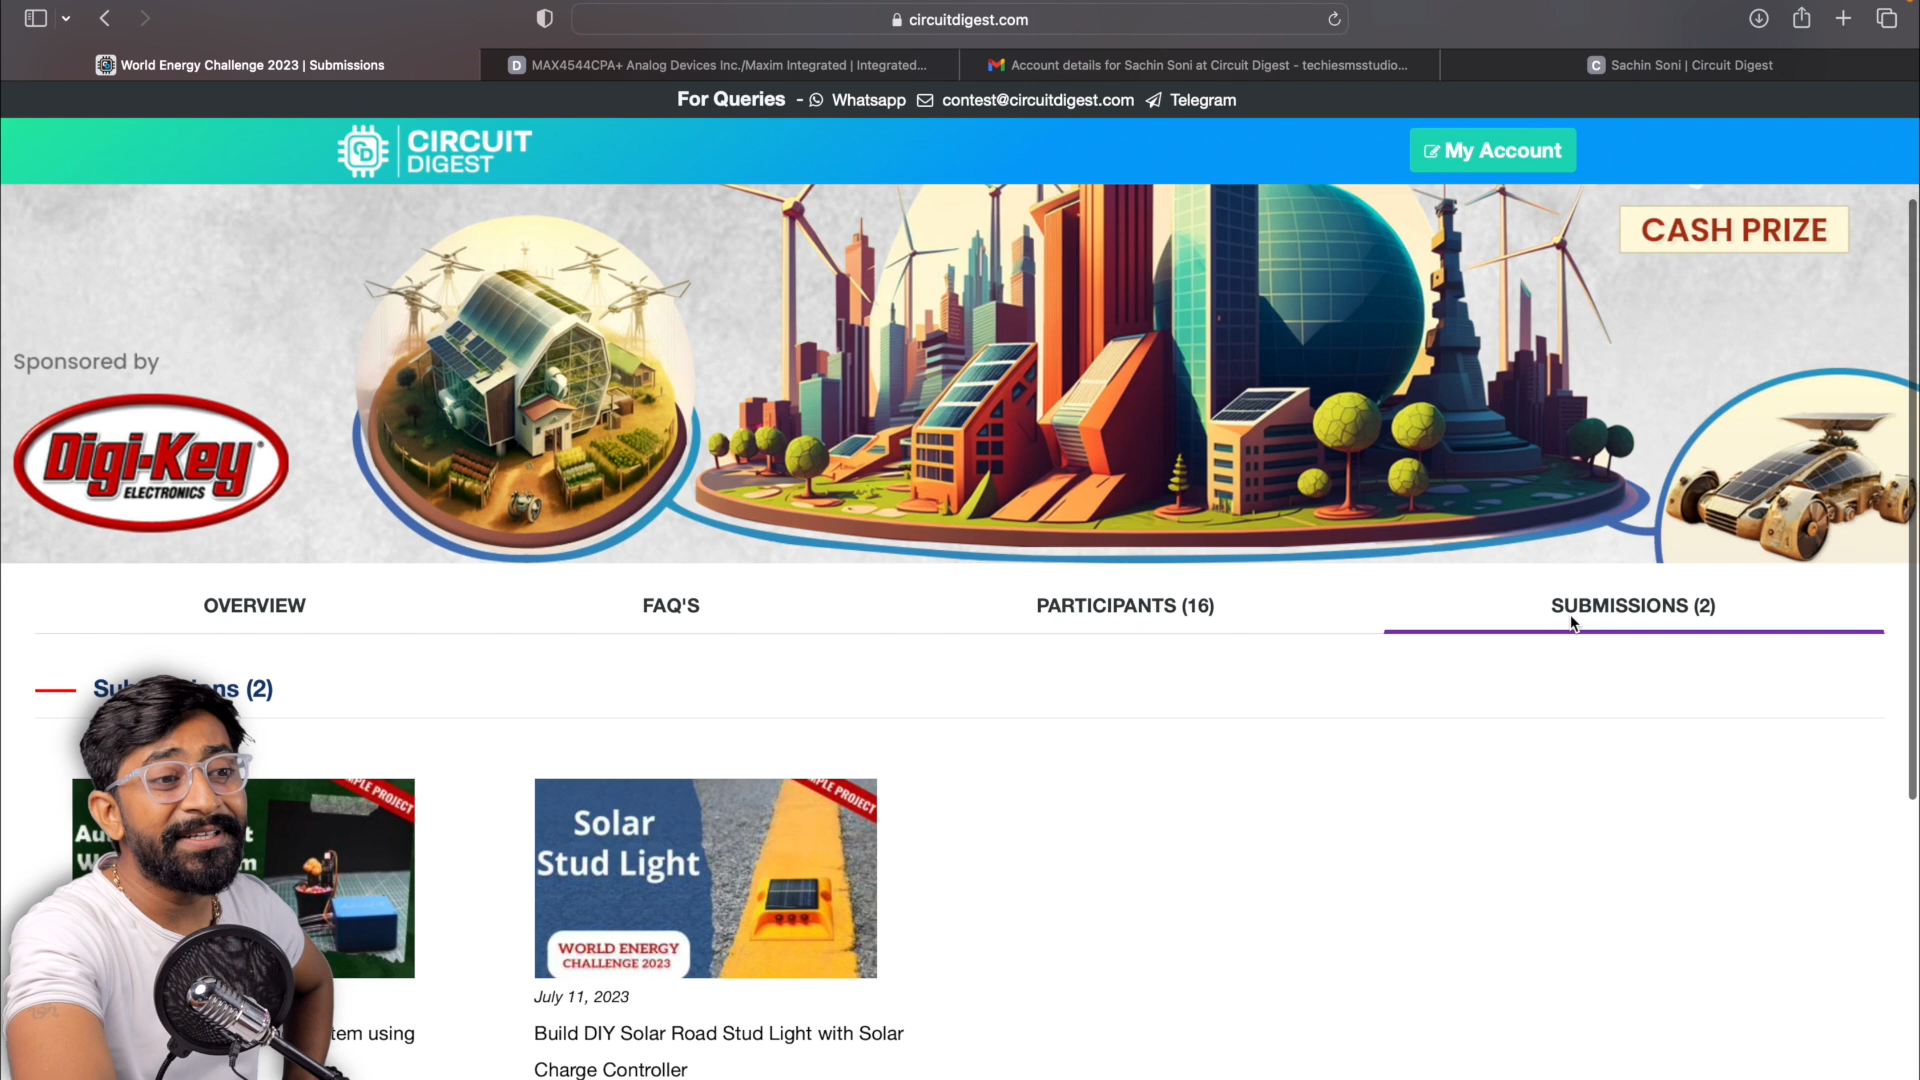 circuitdigest.com
World Energy Challenge 2023 | Submissions
D MAX4544CPA+ Analog Devices Inc./Maxim Integrated | Integrated...
Account details for Sachin Soni at Circuit Digest - techiesmsstudio...
C Sachin Soni | Circuit Digest
For Queries - Whatsapp contest@circuitdigest.com Telegram
CD CIRCUIT
DIGEST
My Account
CASH PRIZE
Sponsored by
Digi-Key
ELECTRONICS
OVERVIEW FAQ'S PARTICIPANTS (16) SUBMISSIONS (2)
(2)
Solar
Stud Light
WORLD ENERGY
CHALLENGE 2023
PROJECT
PROJECT
July 11, 2023
using
Build DIY Solar Road Stud Light with Solar
Charge Controller